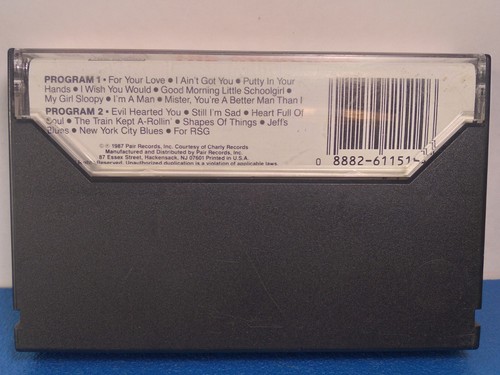 PROGRAM 1 • For Your Love • I Ain't Got You • Putty In Your
Hands • I Wish You Would • Good Morning Little Schoolgirl •
My Girl Sloopy • I'm A Man • Mister, You're A Better Man Than I
PROGRAM 2 • Evil Hearted You • Still I'm Sad • Heart Full Of
Soul • The Train Kept A-Rollin' • Shapes Of Things • Jeff's
Blues • New York City Blues • For RSG
© ℗ 1987 Pair Records, Inc. Courtesy of Charly Records
Manufactured and Distributed by Pair Records, Inc.
87 Essex Street, Hackensack, NJ 07601 Printed in U.S.A.
Reserved. Unauthorized duplication is a violation of applicable laws.
0 8882-61151